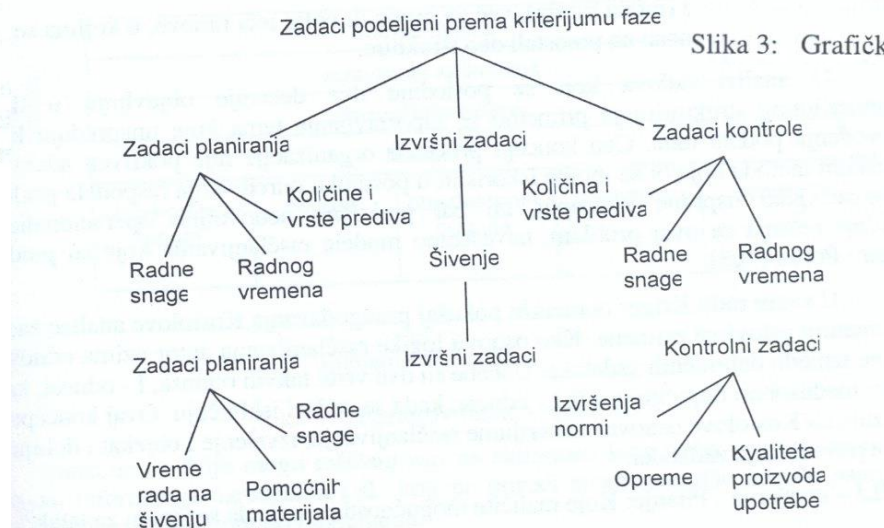 Zadaci podeljeni prema kriterijumu faze
Slika 3: Grafičk
Zadaci planiranja
Izvršni zadaci
Zadaci kontrole
Količine i
vrste prediva
Količina i
vrste prediva
Radne
snage
Radnog
vremena
Šivenje
Radne
snage
Radnog
vremena
Zadaci planiranja
Izvršni zadaci
Kontrolni zadaci
Radne
snage
Izvršenja
normi
Vreme
rada na
šivenju
Pomoćnih
materijala
Opreme
Kvaliteta
proizvoda
upotrebe